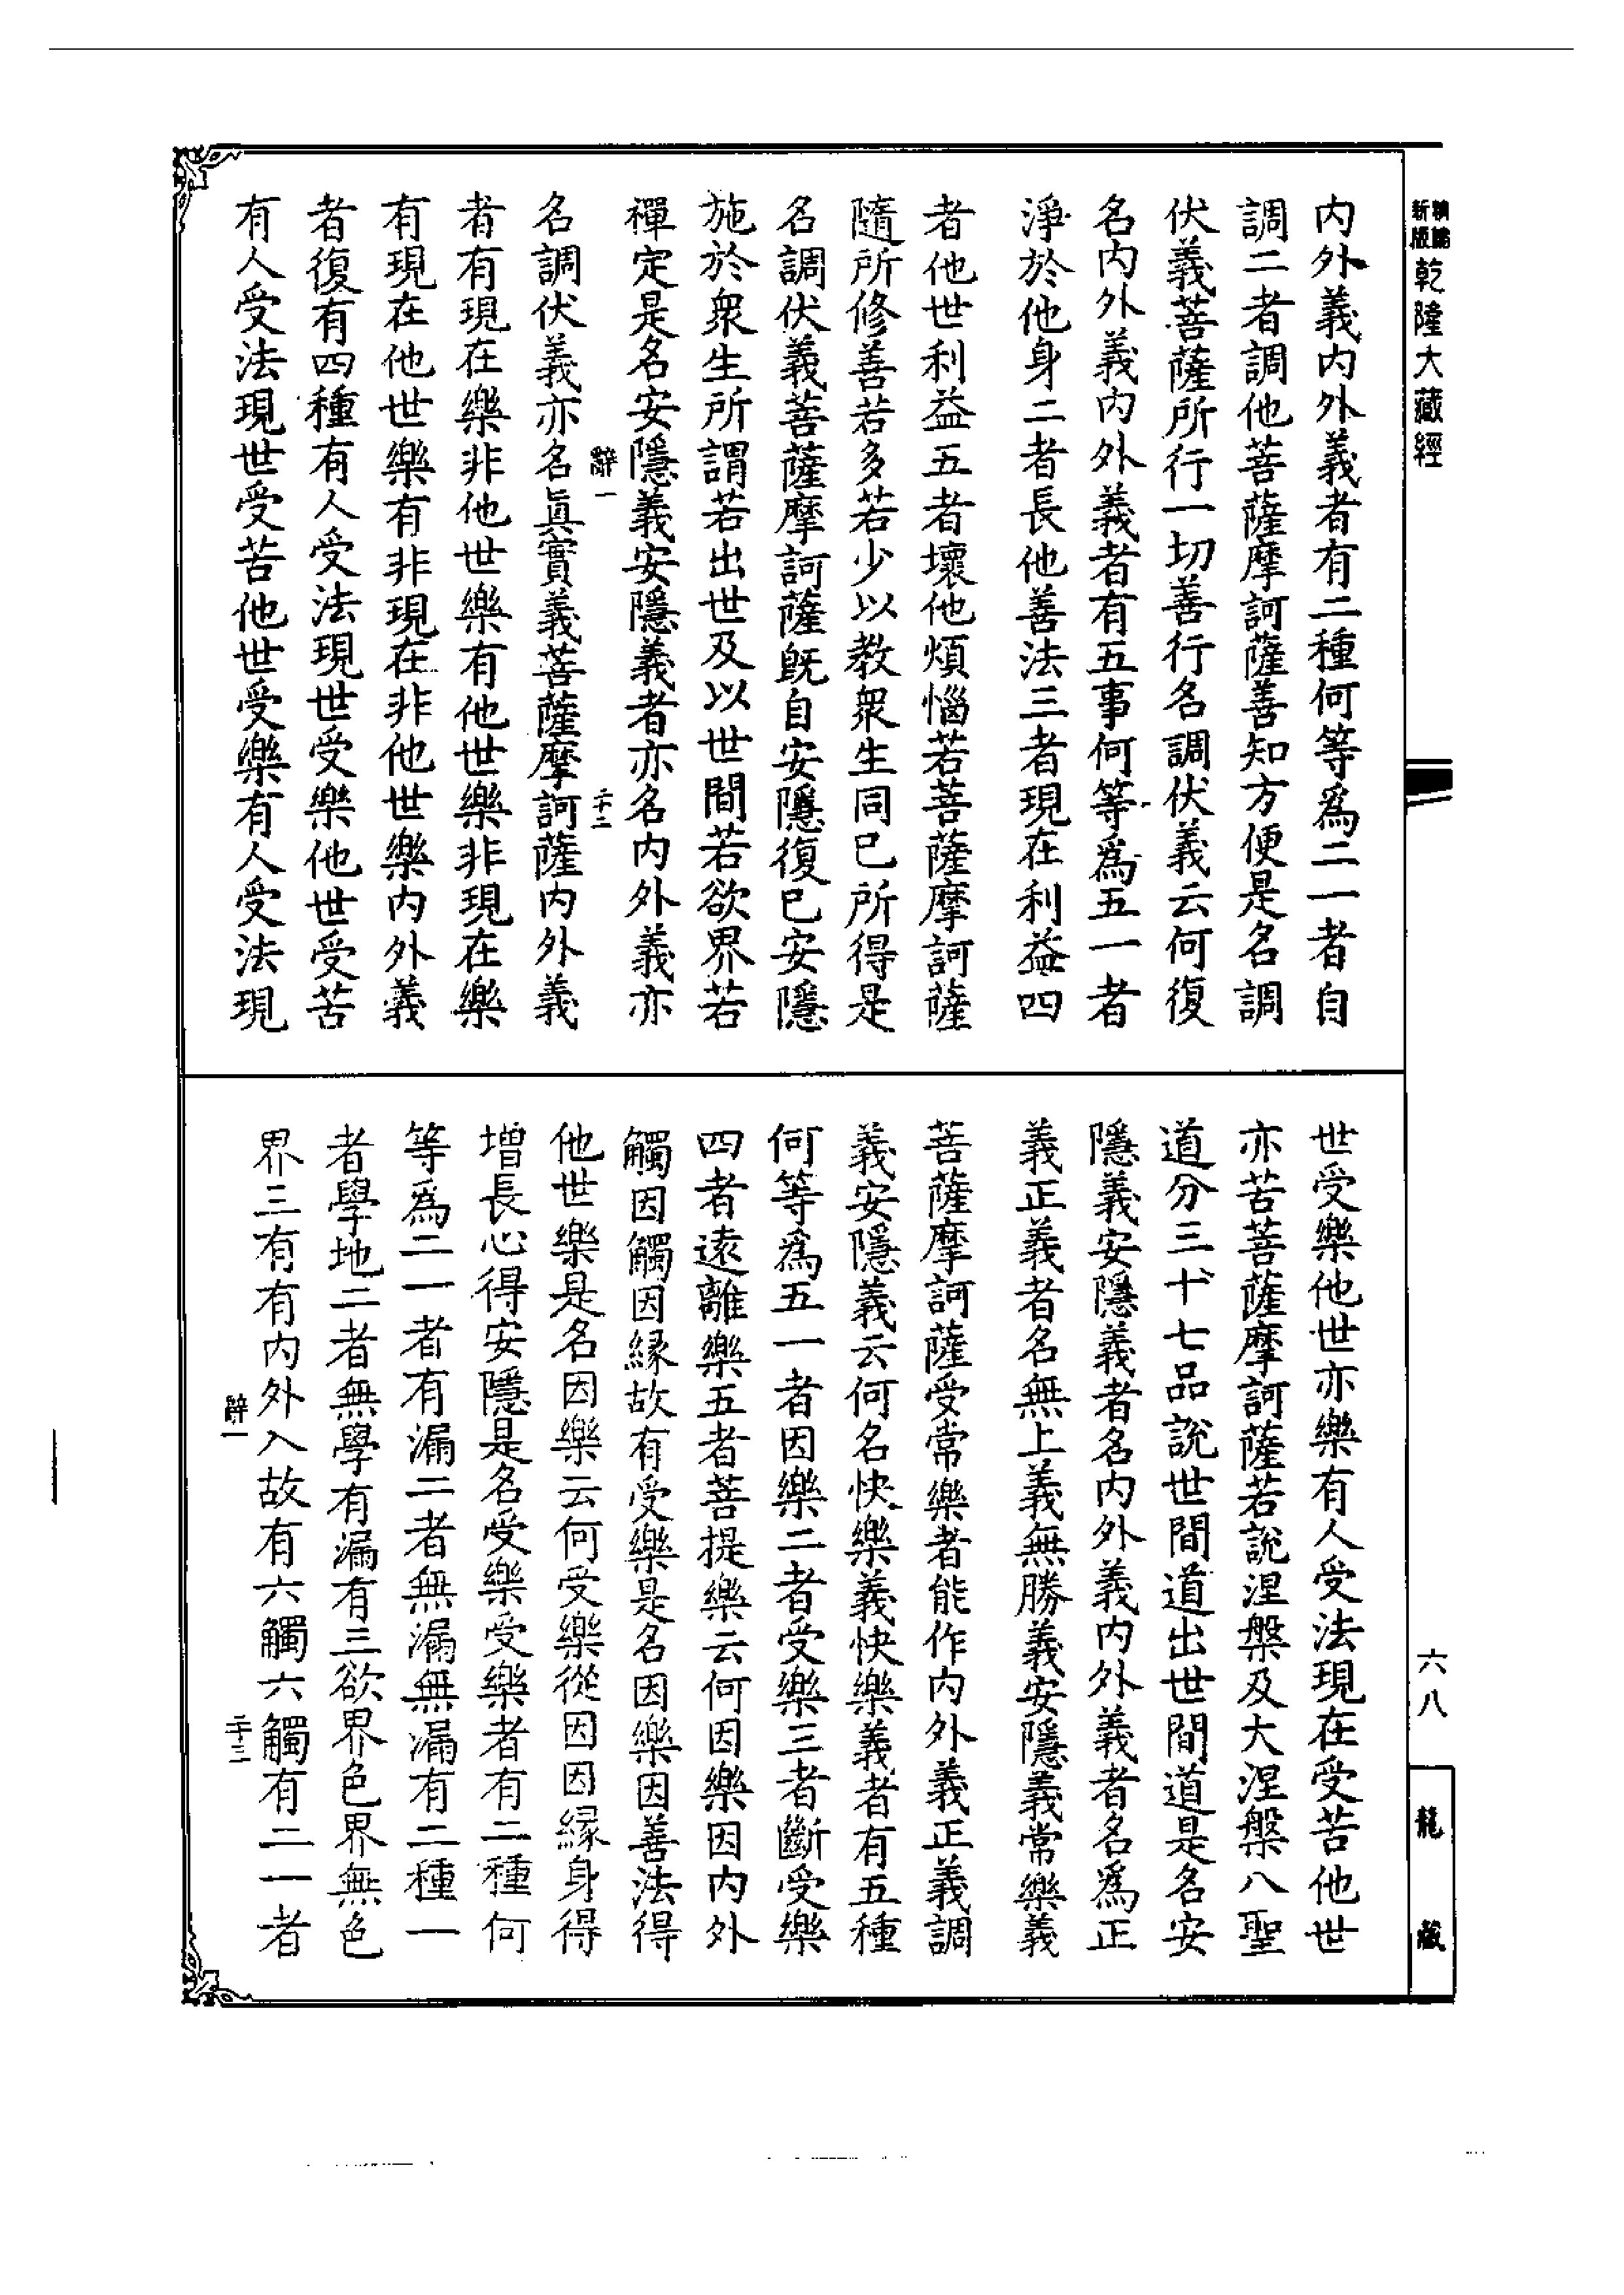 新版
乾隆大藏經
六八
龍藏
內外義內外義者有二種何等爲二一者自
調二者調他菩薩摩訶薩善知方便是名調
伏義菩薩所行一切善行名調伏義云何復
名內外義內外義者有五事何等爲五一者
淨於他身二者長他善法三者現在利益四
者他世利益五者壞他煩惱若菩薩摩訶薩
隨所修善若多若少以教衆生同已所得是
名調伏義菩薩摩訶薩旣自安隱復已安隱
施於衆生所謂若出世及以世間若欲界若
禪定是名安隱義安隱義者亦名內外義亦
辭一
二十二
名調伏義亦名眞實義菩薩摩訶薩內外義
者有現在樂非他世樂有他世樂非現在樂
有現在他世樂有非現在非他世樂內外義
者復有四種有人受法現世受樂他世受苦
有人受法現世受苦他世受樂有人受法現
世受樂他世亦樂有人受法現在受苦他世
亦苦菩薩摩訶薩若說涅槃及大涅槃八聖
道分三十七品說世間道出世間道是名安
隱義安隱義者名內外義內外義者名爲正
義正義者名無上義無勝義安隱義常樂義
菩薩摩訶薩受常樂者能作內外義正義調
義安隱義云何名快樂義快樂義者有五種
何等爲五一者因樂二者受樂三者斷受樂
四者遠離樂五者菩提樂云何因樂因內外
觸因觸因緣故有受樂是名因樂因善法得
他世樂是名因樂云何受樂從因因緣身得
增長心得安隱是名受樂受樂者有二種何
等爲二一者有漏二者無漏無漏有二種一
者學地二者無學有漏有三欲界色界無色
界三有有內外入故有六觸六觸有二一者
辭一
二十三